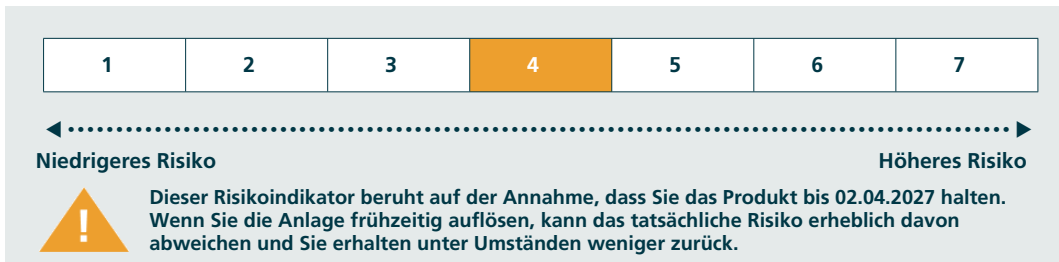 1 2 3 4 5 6 7
Niedrigeres Risiko Höheres Risiko
!
Dieser Risikoindikator beruht auf der Annahme, dass Sie das Produkt bis 02.04.2027 halten.
Wenn Sie die Anlage frühzeitig auflösen, kann das tatsächliche Risiko erheblich davon
abweichen und Sie erhalten unter Umständen weniger zurück.